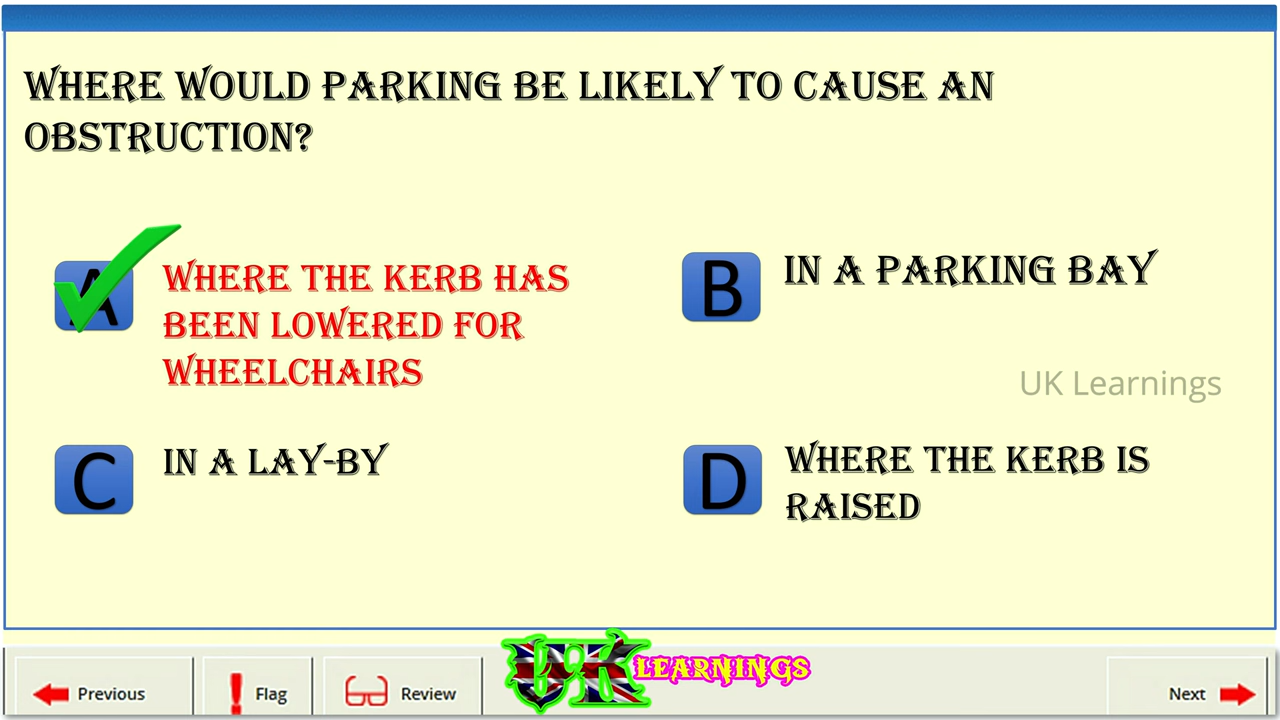 WHERE WOULD PARKING BE LIKELY TO CAUSE AN
OBSTRUCTION?
A
WHERE THE KERB HAS
BEEN LOWERED FOR
WHEELCHAIRS
B
IN A PARKING BAY
UK Learnings
C
IN A LAY-BY
D
WHERE THE KERB IS
RAISED
Previous
Flag
Review
UK LEARNINGS
Next